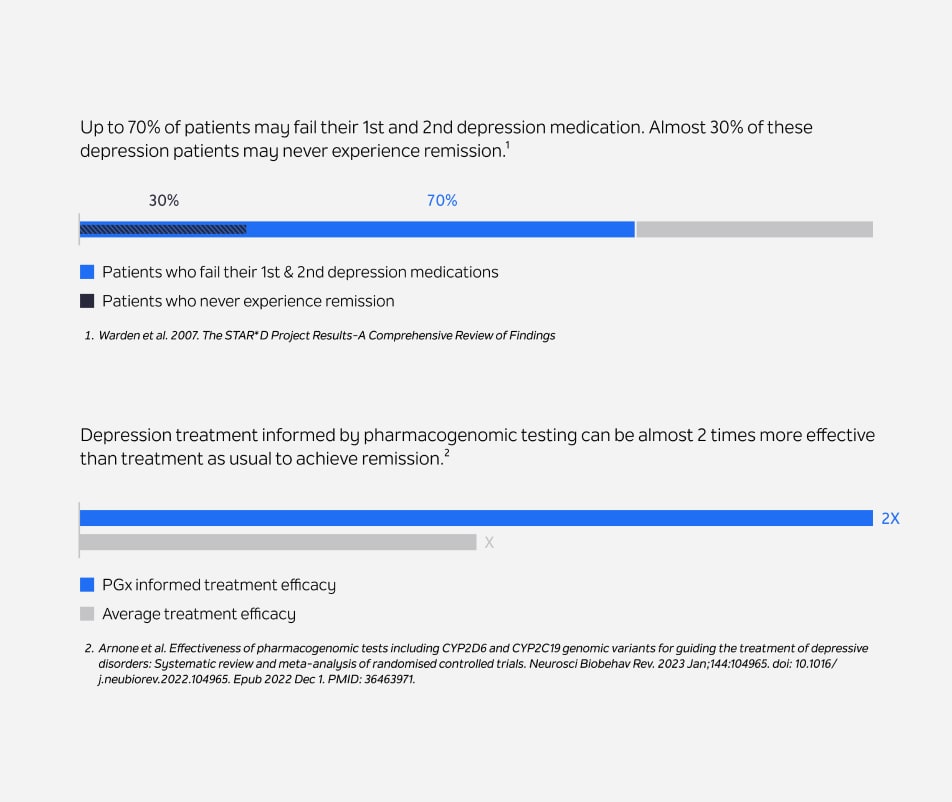 Up to 70% of patients may fail their 1st and 2nd depression medication. Almost 30% of these
depression patients may never experience remission.1
30% 70%
Patients who fail their 1st & 2nd depression medications
Patients who never experience remission
1. Warden et al. 2007. The STAR*D Project Results-A Comprehensive Review of Findings
Depression treatment informed by pharmacogenomic testing can be almost 2 times more effective
than treatment as usual to achieve remission.2
2X
X
PGx informed treatment efficacy
Average treatment efficacy
2. Arnone et al. Effectiveness of pharmacogenomic tests including CYP2D6 and CYP2C19 genomic variants for guiding the treatment of depressive
disorders: Systematic review and meta-analysis of randomised controlled trials. Neurosci Biobehav Rev. 2023 Jan;144:104965. doi: 10.1016/
j.neubiorev.2022.104965. Epub 2022 Dec 1. PMID: 36463971.